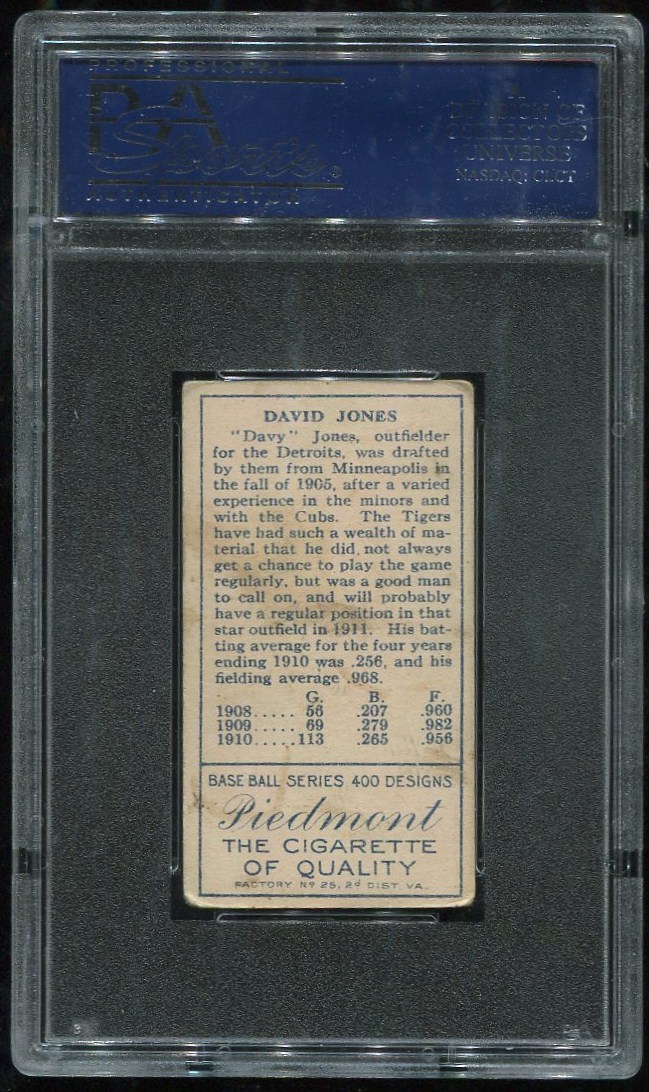 PROFESSIONAL
PSA
Sports®
AUTHENTICATOR
A
DIVISION OF
COLLECTORS
UNIVERSE
NASDAQ: CLCT
DAVID JONES
"Davy" Jones, outfielder
for the Detroits, was drafted
by them from Minneapolis in
the fall of 1905, after a varied
experience in the minors and
with the Cubs. The Tigers
have had such a wealth of ma-
terial that he did not always
get a chance to play the game
regularly, but was a good man
to call on, and will probably
have a regular position in that
star outfield in 1911. His bat-
ting average for the four years
ending 1910 was .256, and his
fielding average .968.
G. B. F.
1908..... 56 .207 .960
1909..... 69 .279 .982
1910.....113 .265 .956
BASE BALL SERIES 400 DESIGNS
Piedmont
THE CIGARETTE
OF QUALITY
FACTORY Nº 25, 2d DIST. VA.